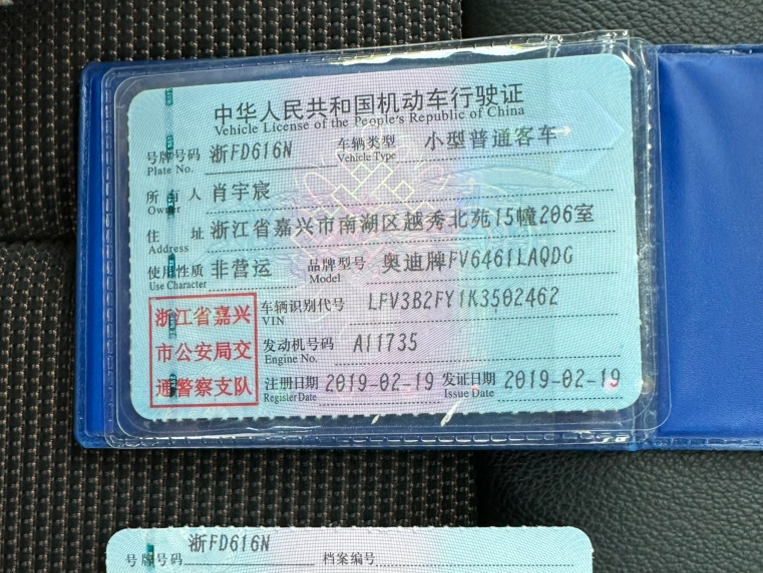 中华人民共和国机动车行驶证
Vehicle License of the People's Republic of China
号牌号码 浙FD616N 车辆类型 小型普通客车
Plate No. Vehicle Type
所有人 肖宇宸
Owner
住址 浙江省嘉兴市南湖区越秀北苑15幢206室
Address
使用性质 非营运 品牌型号 奥迪牌FV6461LAQDG
Use Character Model
浙江省嘉兴
市公安局交
通警察支队
车辆识别代号 LFV3B2FY1K3502462
VIN
发动机号码 A11735
Engine No.
注册日期 2019-02-19 发证日期 2019-02-19
Register Date Issue Date
号牌号码 浙FD616N 档案编号